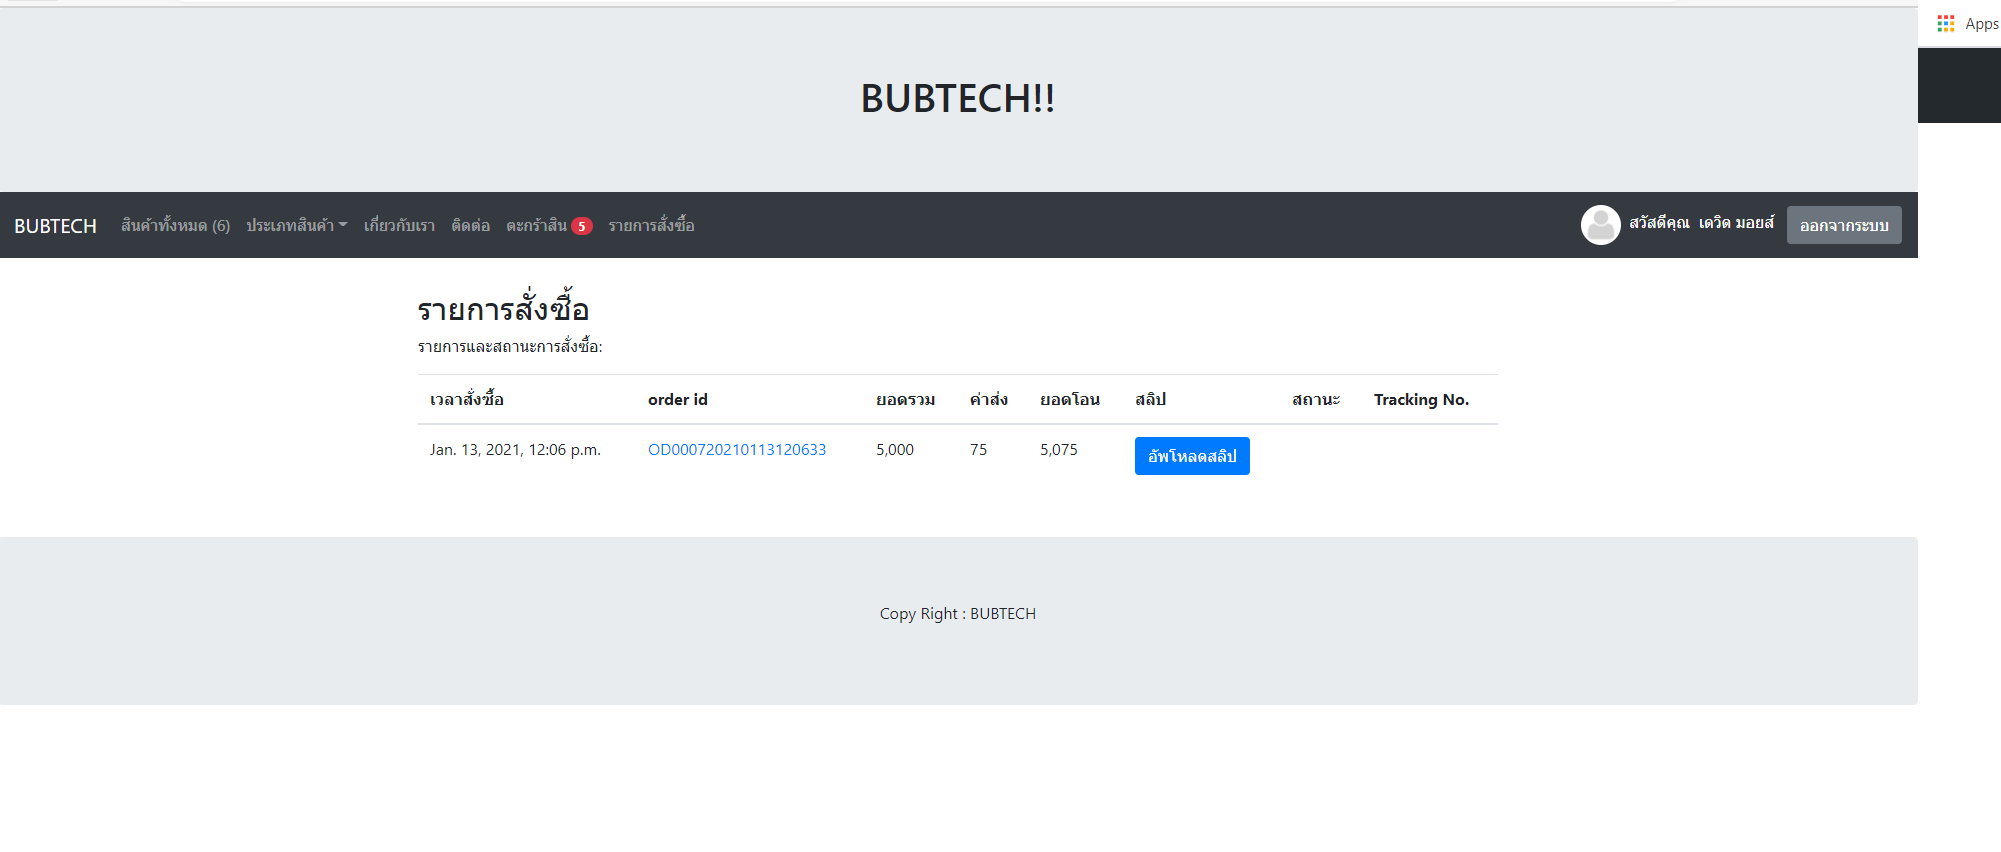 Apps
BUBTECH!!
BUBTECH สินค้าทั้งหมด (6) ประเภทสินค้า เกี่ยวกับเรา ติดต่อ ตะกร้าสิน 5 รายการสั่งซื้อ สวัสดีคุณ เดวิด มอยส์ ออกจากระบบ
รายการสั่งซื้อ
รายการและสถานะการสั่งซื้อ:
เวลาสั่งซื้อ order id ยอดรวม ค่าส่ง ยอดโอน สลิป สถานะ Tracking No.
Jan. 13, 2021, 12:06 p.m. OD000720210113120633 5,000 75 5,075 อัพโหลดสลิป
Copy Right : BUBTECH